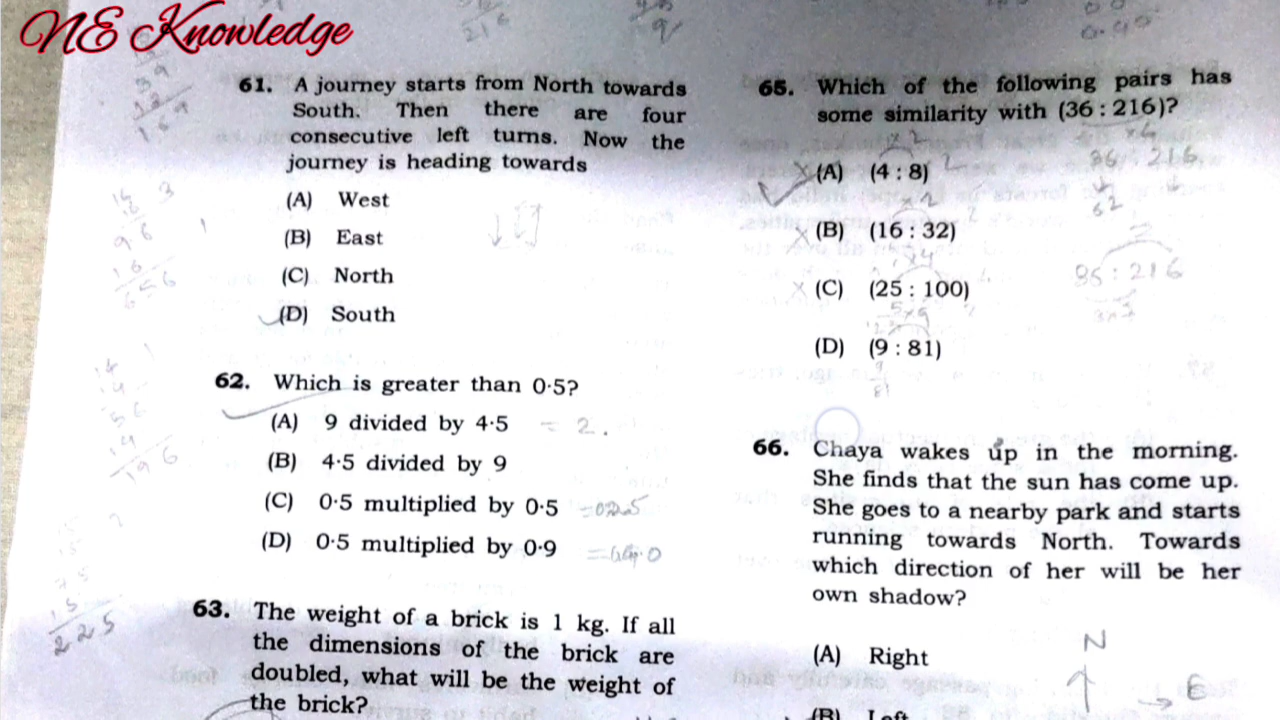 NE Knowledge
61. A journey starts from North towards
South. Then there are four
consecutive left turns. Now the
journey is heading towards
(A) West
(B) East
(C) North
(D) South
62. Which is greater than 0·5?
(A) 9 divided by 4·5 = 2.
(B) 4·5 divided by 9
(C) 0·5 multiplied by 0·5
(D) 0·5 multiplied by 0·9
63. The weight of a brick is 1 kg. If all
the dimensions of the brick are
doubled, what will be the weight of
the brick?
65. Which of the following pairs has
some similarity with (36 : 216)?
(A) (4 : 8)
(B) (16 : 32)
(C) (25 : 100)
(D) (9 : 81)
66. Chaya wakes up in the morning.
She finds that the sun has come up.
She goes to a nearby park and starts
running towards North. Towards
which direction of her will be her
own shadow?
(A) Right
(B) Left
N
E
225
196